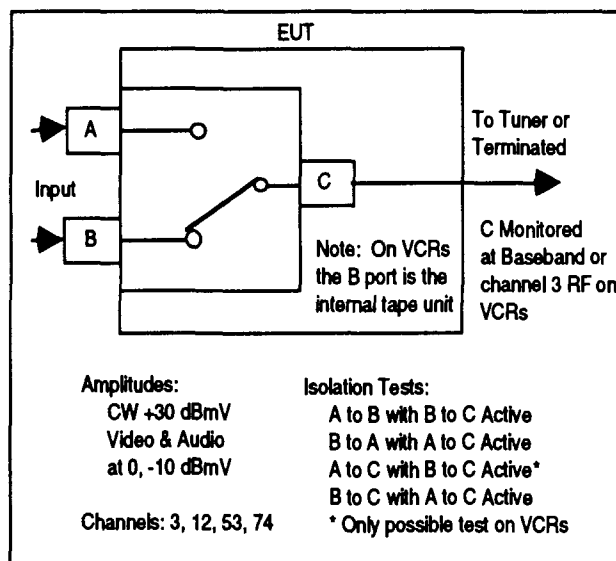 EUT
A
To Tuner or
Terminated
Input
C
B
Note: On VCRs
the B port is the
internal tape unit
C Monitored
at Baseband or
channel 3 RF on
VCRs
Amplitudes:
CW +30 dBmV
Video & Audio
at 0, -10 dBmV
Channels: 3, 12, 53, 74
Isolation Tests:
A to B with B to C Active
B to A with A to C Active
A to C with B to C Active*
B to C with A to C Active
* Only possible test on VCRs